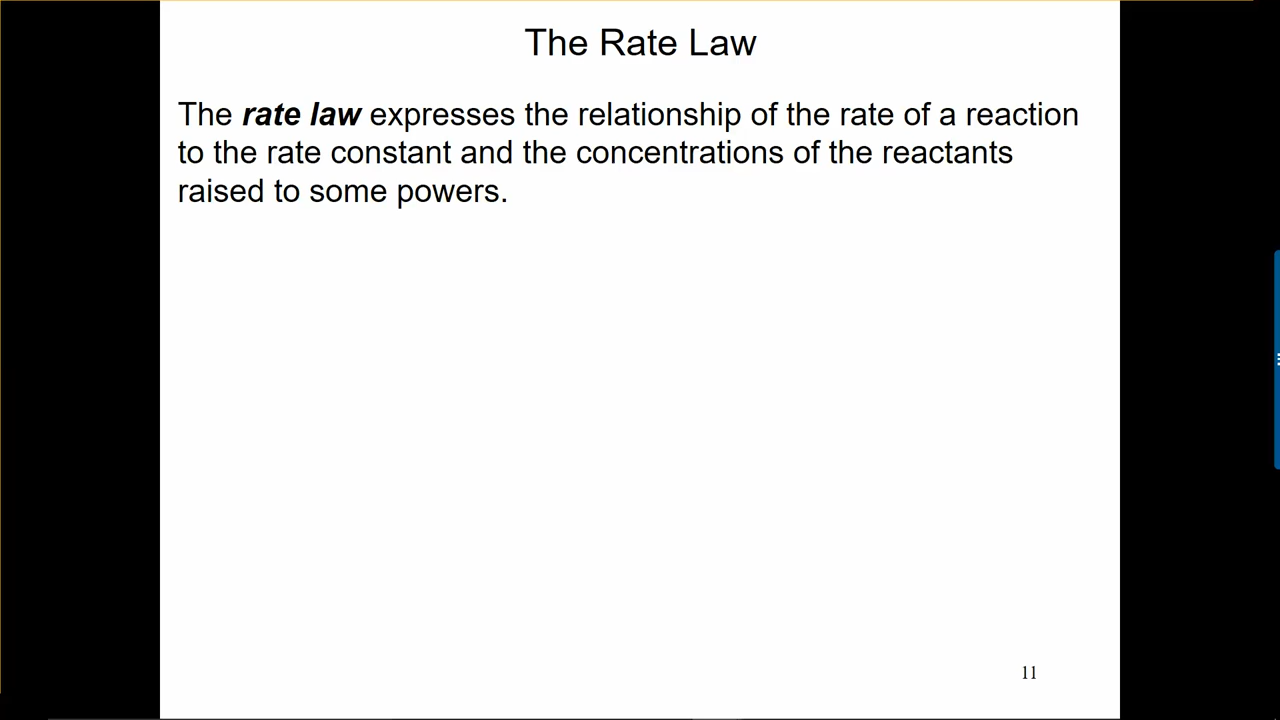 The Rate Law
The rate law expresses the relationship of the rate of a reaction
to the rate constant and the concentrations of the reactants
raised to some powers.
11